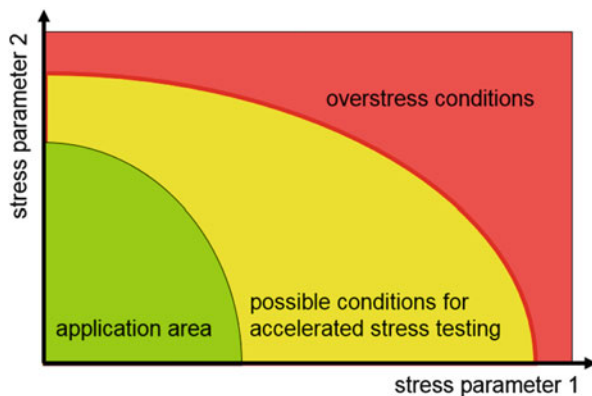 stress parameter 2
overstress conditions
possible conditions for
accelerated stress testing
application area
stress parameter 1